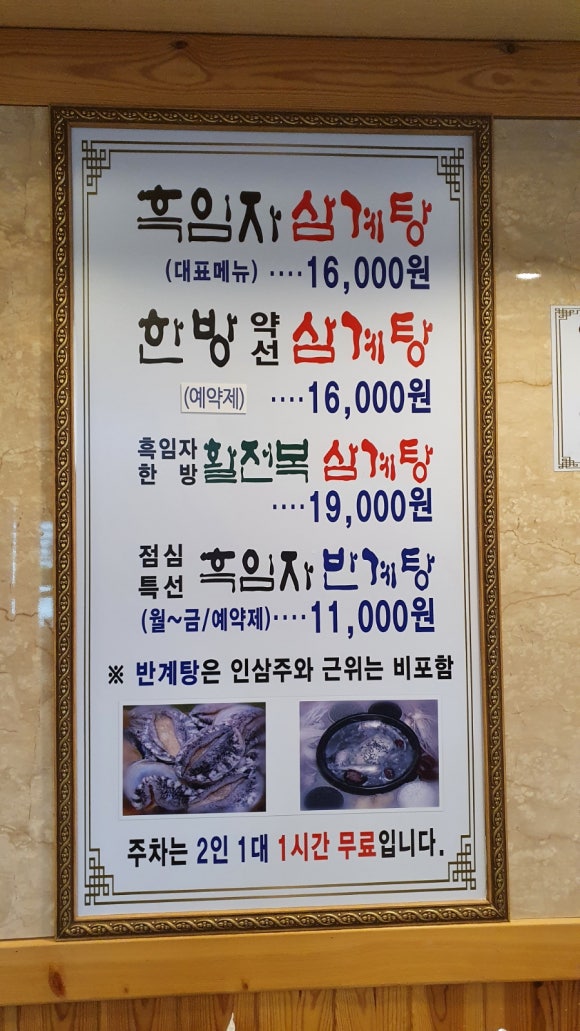 흑임자 삼계탕
(대표메뉴) ····16,000원
한방 약선 삼계탕
(예약제) ····16,000원
흑임자 한방 활전복 삼계탕
····19,000원
점심 특선 흑임자 반계탕
(월~금/예약제)····11,000원
※ 반계탕은 인삼주와 근위는 비포함
주차는 2인 1대 1시간 무료입니다.